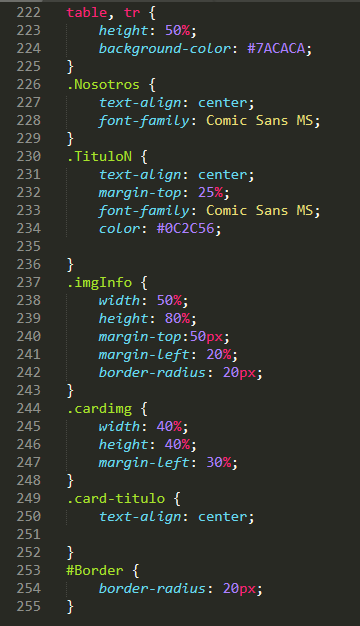 222 table, tr {
223     height: 50%;
224     background-color: #7ACACA;
225 }
226 .Nosotros {
227     text-align: center;
228     font-family: Comic Sans MS;
229 }
230 .TituloN {
231     text-align: center;
232     margin-top: 25%;
233     font-family: Comic Sans MS;
234     color: #0C2C56;
235
236 }
237 .imgInfo {
238     width: 50%;
239     height: 80%;
240     margin-top:50px;
241     margin-left: 20%;
242     border-radius: 20px;
243 }
244 .cardimg {
245     width: 40%;
246     height: 40%;
247     margin-left: 30%;
248 }
249 .card-titulo {
250     text-align: center;
251
252 }
253 #Border {
254     border-radius: 20px;
255 }